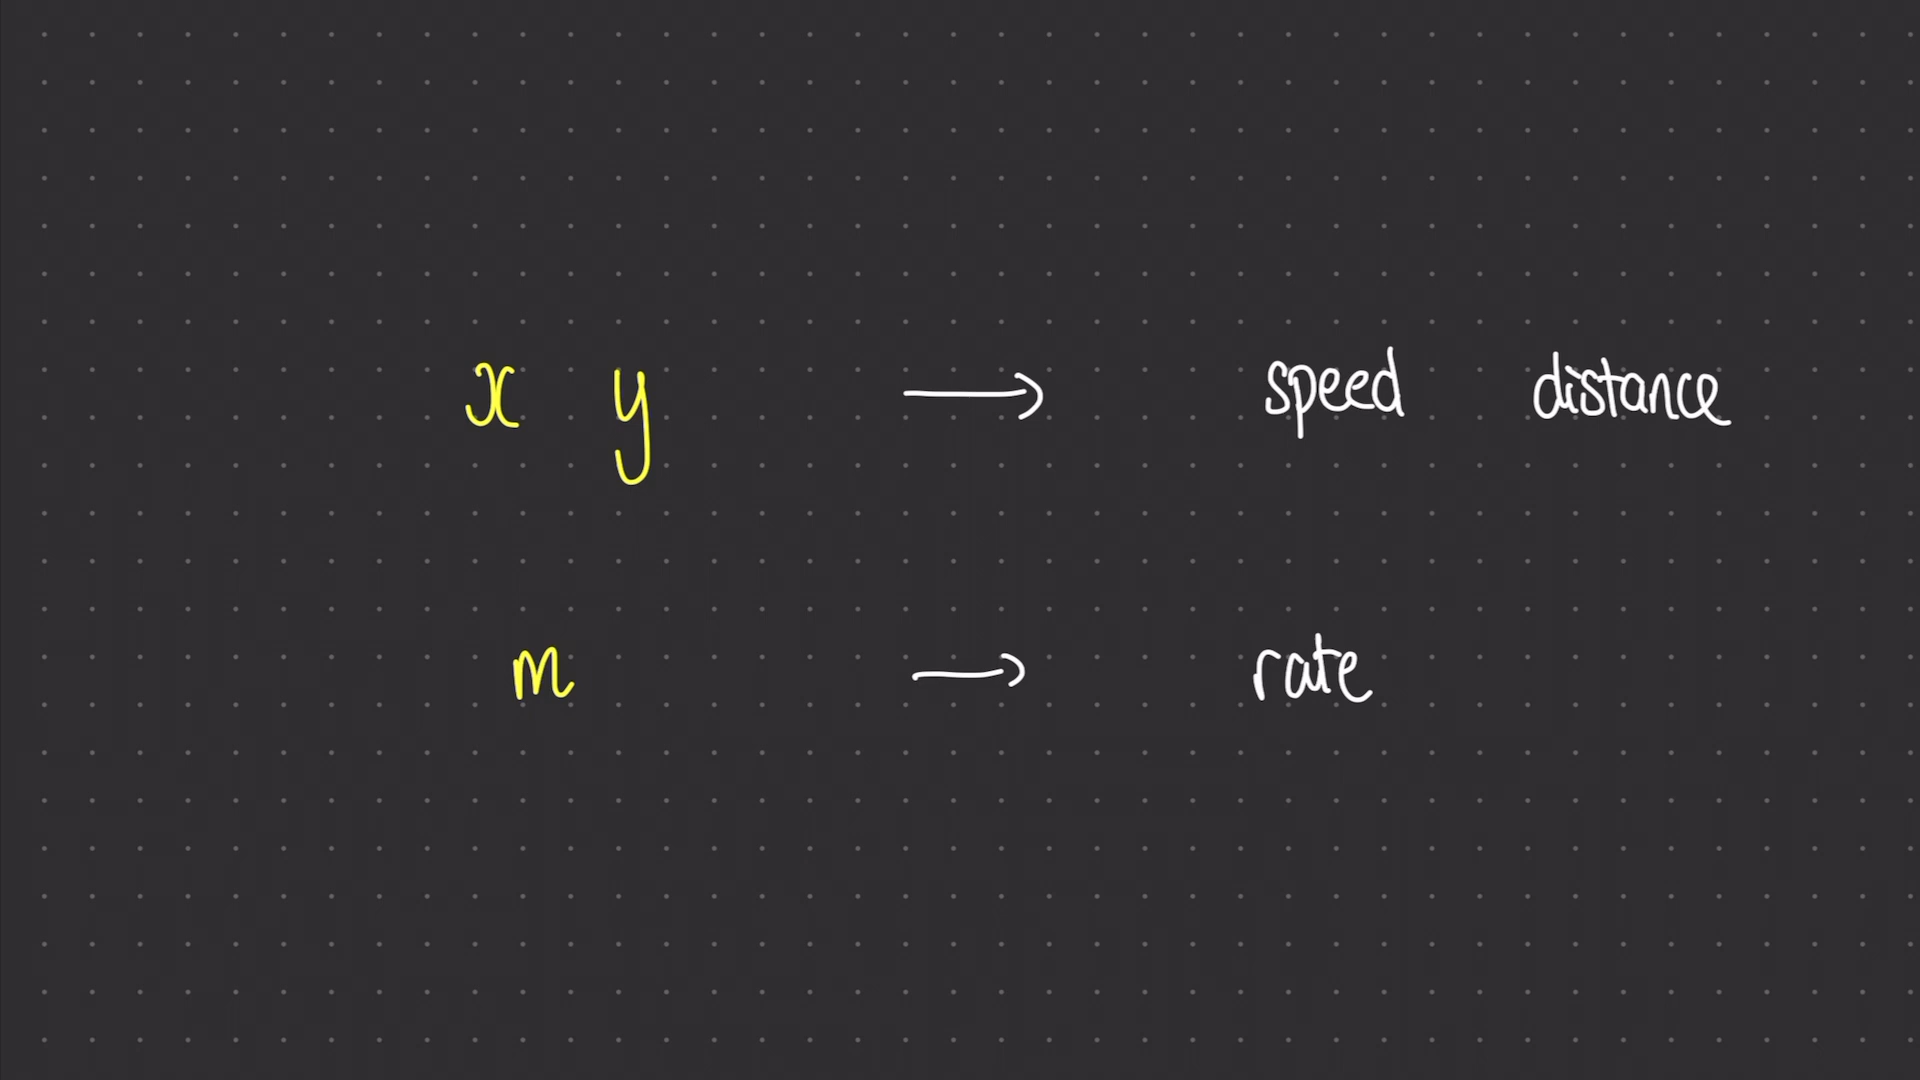 x y → speed distance
m → rate